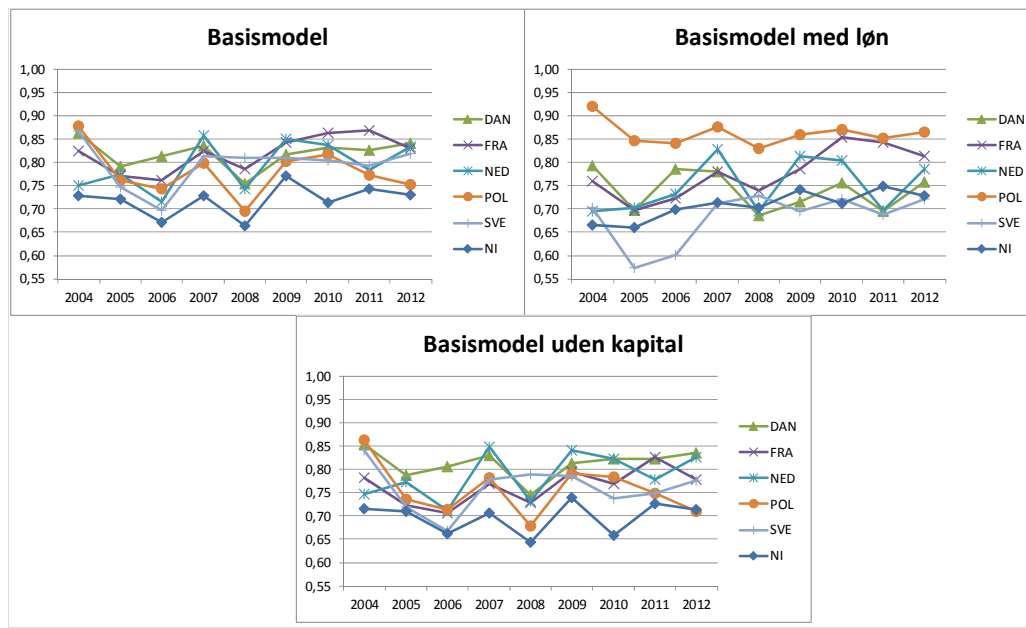 Basismodel
1,00
0,95
0,90
0,85
0,80
0,75
0,70
0,65
0,60
0,55
2004 2005 2006 2007 2008 2009 2010 2011 2012
DAN
FRA
NED
POL
SVE
NI
Basismodel med løn
1,00
0,95
0,90
0,85
0,80
0,75
0,70
0,65
0,60
0,55
2004 2005 2006 2007 2008 2009 2010 2011 2012
DAN
FRA
NED
POL
SVE
NI
Basismodel uden kapital
1,00
0,95
0,90
0,85
0,80
0,75
0,70
0,65
0,60
0,55
2004 2005 2006 2007 2008 2009 2010 2011 2012
DAN
FRA
NED
POL
SVE
NI